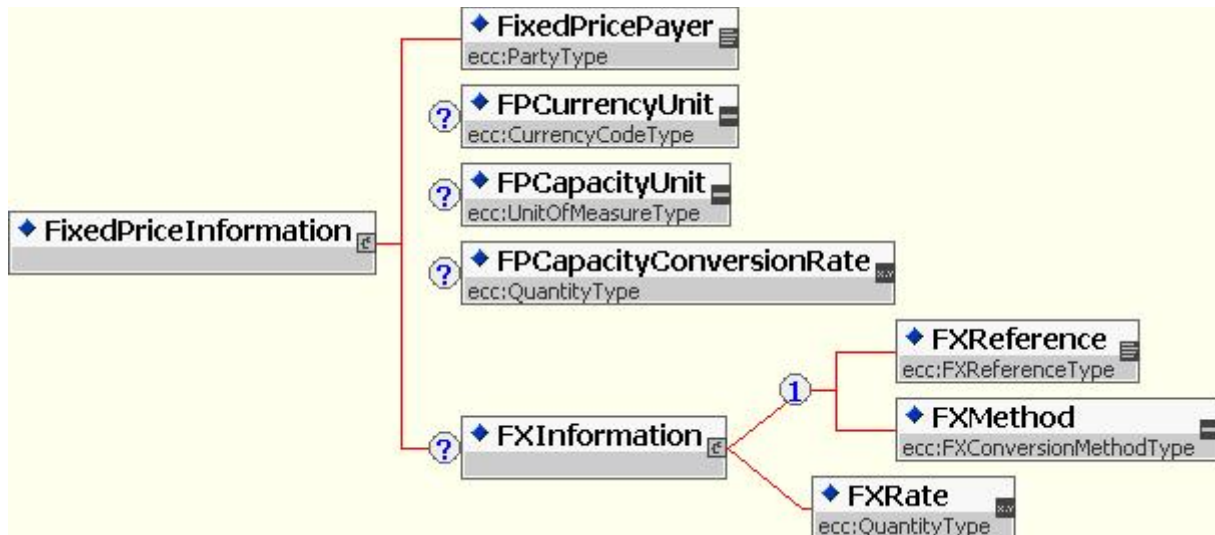 FixedPricePayer
ecc:PartyType
?
FPCurrencyUnit
ecc:CurrencyCodeType
?
FPCapacityUnit
ecc:UnitOfMeasureType
FixedPriceInformation
?
FPCapacityConversionRate
x.y
ecc:QuantityType
FXReference
ecc:FXReferenceType
1
FXMethod
ecc:FXConversionMethodType
?
FXInformation
FXRate
x.y
ecc:QuantityType